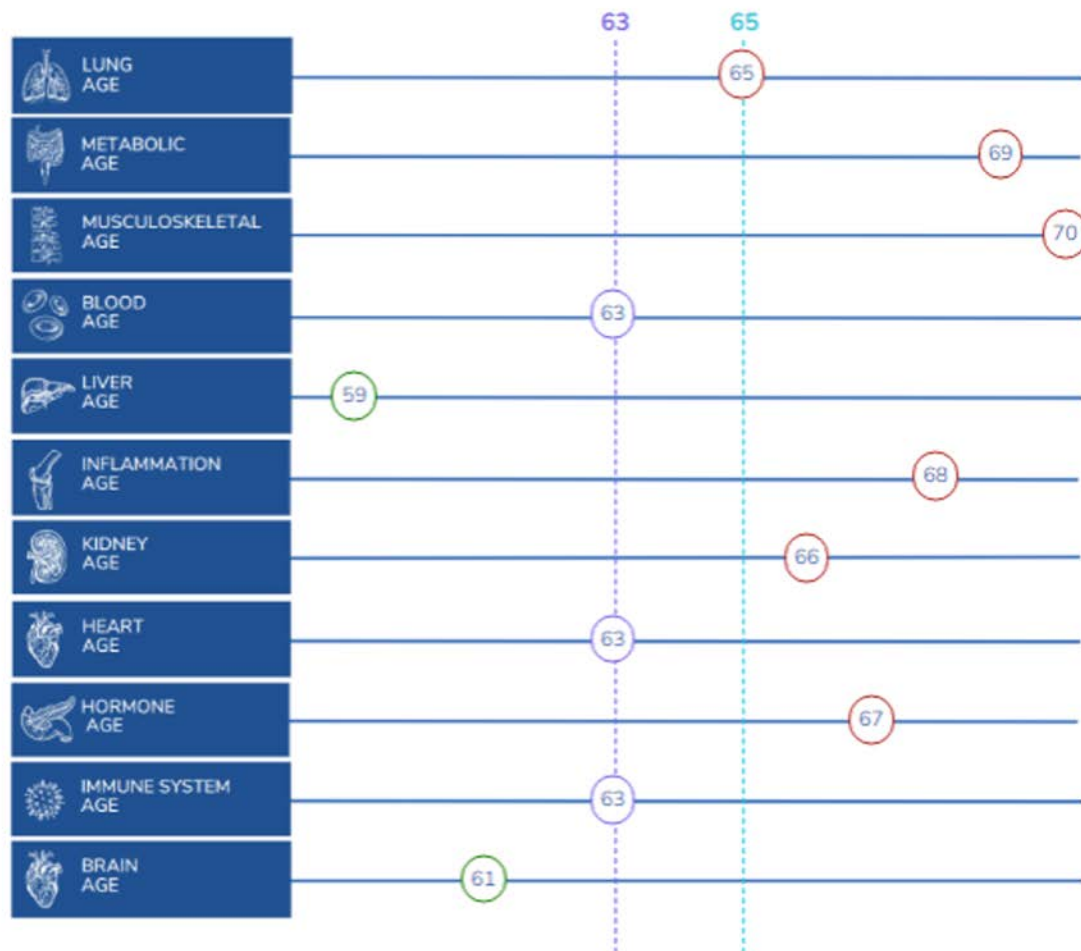 63 65
LUNG
AGE
65
METABOLIC
AGE
69
MUSCULOSKELETAL
AGE
70
BLOOD
AGE
63
LIVER
AGE
59
INFLAMMATION
AGE
68
KIDNEY
AGE
66
HEART
AGE
63
HORMONE
AGE
67
IMMUNE SYSTEM
AGE
63
BRAIN
AGE
61